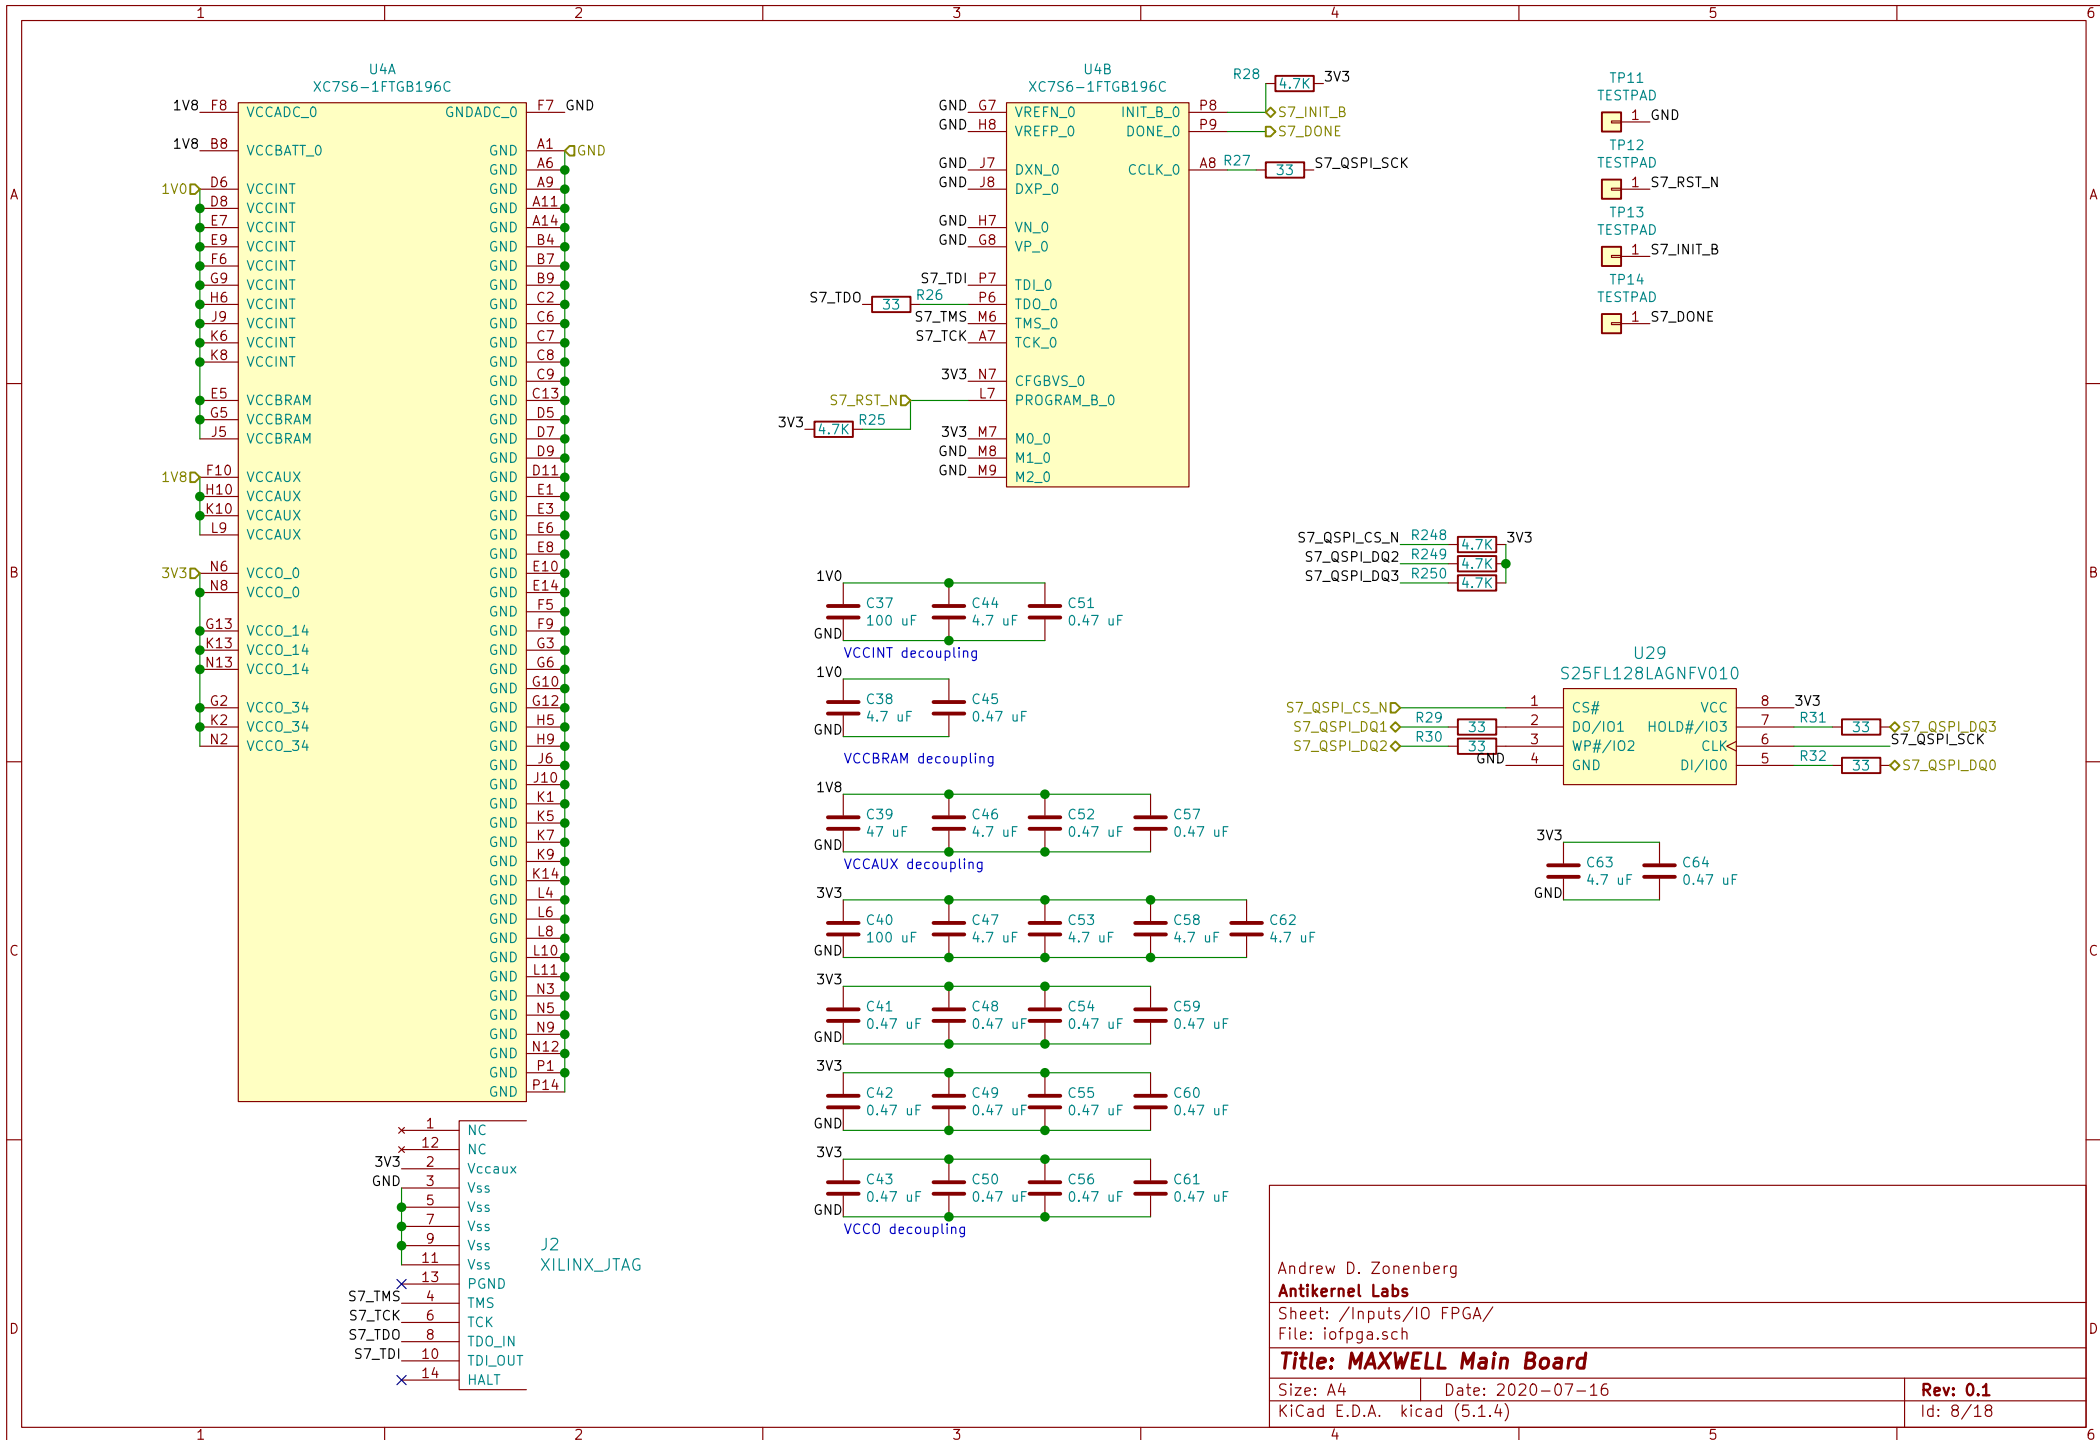 1 2 3 4 5 6
A
B
C
D
A
B
C
D
U4A
XC7S6-1FTGB196C
1V8 F8 VCCADC_0
GNDADC_0 F7 GND
1V8 B8 VCCBATT_0
1V0 D6 VCCINT
D8 VCCINT
E7 VCCINT
E9 VCCINT
F6 VCCINT
G9 VCCINT
H6 VCCINT
J9 VCCINT
K6 VCCINT
K8 VCCINT
E5 VCCBRAM
G5 VCCBRAM
J5 VCCBRAM
1V8 F10 VCCAUX
H10 VCCAUX
K10 VCCAUX
L9 VCCAUX
3V3 N6 VCCO_0
N8 VCCO_0
G13 VCCO_14
K13 VCCO_14
N13 VCCO_14
G2 VCCO_34
K2 VCCO_34
N2 VCCO_34
GND A1 GND
GND A6
GND A9
GND A11
GND A14
GND B4
GND B7
GND B9
GND C2
GND C6
GND C7
GND C8
GND C9
GND C13
GND D5
GND D7
GND D9
GND D11
GND E1
GND E3
GND E6
GND E8
GND E10
GND E14
GND F5
GND F9
GND G3
GND G6
GND G10
GND G12
GND H5
GND H9
GND J6
GND J10
GND K1
GND K5
GND K7
GND K9
GND K14
GND L4
GND L6
GND L8
GND L10
GND L11
GND N3
GND N5
GND N9
GND N12
GND P1
GND P14
1 NC
12 NC
3V3 2 Vccaux
GND 3 Vss
5 Vss
7 Vss
9 Vss
11 Vss
13 PGND
S7_TMS 4 TMS
S7_TCK 6 TCK
S7_TDO 8 TDO_IN
S7_TDI 10 TDI_OUT
14 HALT
J2
XILINX_JTAG
U4B
XC7S6-1FTGB196C
GND G7 VREFN_0
GND H8 VREFP_0
GND J7 DXN_0
GND J8 DXP_0
GND H7 VN_0
GND G8 VP_0
S7_TDI P7 TDI_0
S7_TDO 33 R26 P6 TDO_0
S7_TMS M6 TMS_0
S7_TCK A7 TCK_0
3V3 N7 CFGBVS_0
S7_RST_N L7 PROGRAM_B_0
3V3 4.7K R25
3V3 M7 M0_0
GND M8 M1_0
GND M9 M2_0
R28 4.7K 3V3
INIT_B_0 P8 S7_INIT_B
DONE_0 P9 S7_DONE
CCLK_0 A8 R27 33 S7_QSPI_SCK
TP11
TESTPAD
1 GND
TP12
TESTPAD
1 S7_RST_N
TP13
TESTPAD
1 S7_INIT_B
TP14
TESTPAD
1 S7_DONE
S7_QSPI_CS_N R248 4.7K 3V3
S7_QSPI_DQ2 R249 4.7K
S7_QSPI_DQ3 R250 4.7K
1V0
C37 C44 C51
100 uF 4.7 uF 0.47 uF
GND
VCCINT decoupling
1V0
C38 C45
4.7 uF 0.47 uF
GND
VCCBRAM decoupling
1V8
C39 C46 C52 C57
47 uF 4.7 uF 0.47 uF 0.47 uF
GND
VCCAUX decoupling
3V3
C40 C47 C53 C58 C62
100 uF 4.7 uF 4.7 uF 4.7 uF 4.7 uF
GND
3V3
C41 C48 C54 C59
0.47 uF 0.47 uF 0.47 uF 0.47 uF
GND
3V3
C42 C49 C55 C60
0.47 uF 0.47 uF 0.47 uF 0.47 uF
GND
3V3
C43 C50 C56 C61
0.47 uF 0.47 uF 0.47 uF 0.47 uF
GND
VCCO decoupling
U29
S25FL128LAGNFV010
S7_QSPI_CS_N 1 CS#
S7_QSPI_DQ1 R29 33 2 DO/IO1
S7_QSPI_DQ2 R30 33 3 WP#/IO2
GND 4 GND
VCC 8 3V3
HOLD#/IO3 7 R31 33 S7_QSPI_DQ3
CLK 6 S7_QSPI_SCK
DI/IO0 5 R32 33 S7_QSPI_DQ0
3V3
C63 C64
4.7 uF 0.47 uF
GND
Andrew D. Zonenberg
Antikernel Labs
Sheet: /Inputs/IO FPGA/
File: iofpga.sch
Title: MAXWELL Main Board
Size: A4 Date: 2020-07-16 Rev: 0.1
KiCad E.D.A. kicad (5.1.4) Id: 8/18
1 2 3 4 5 6